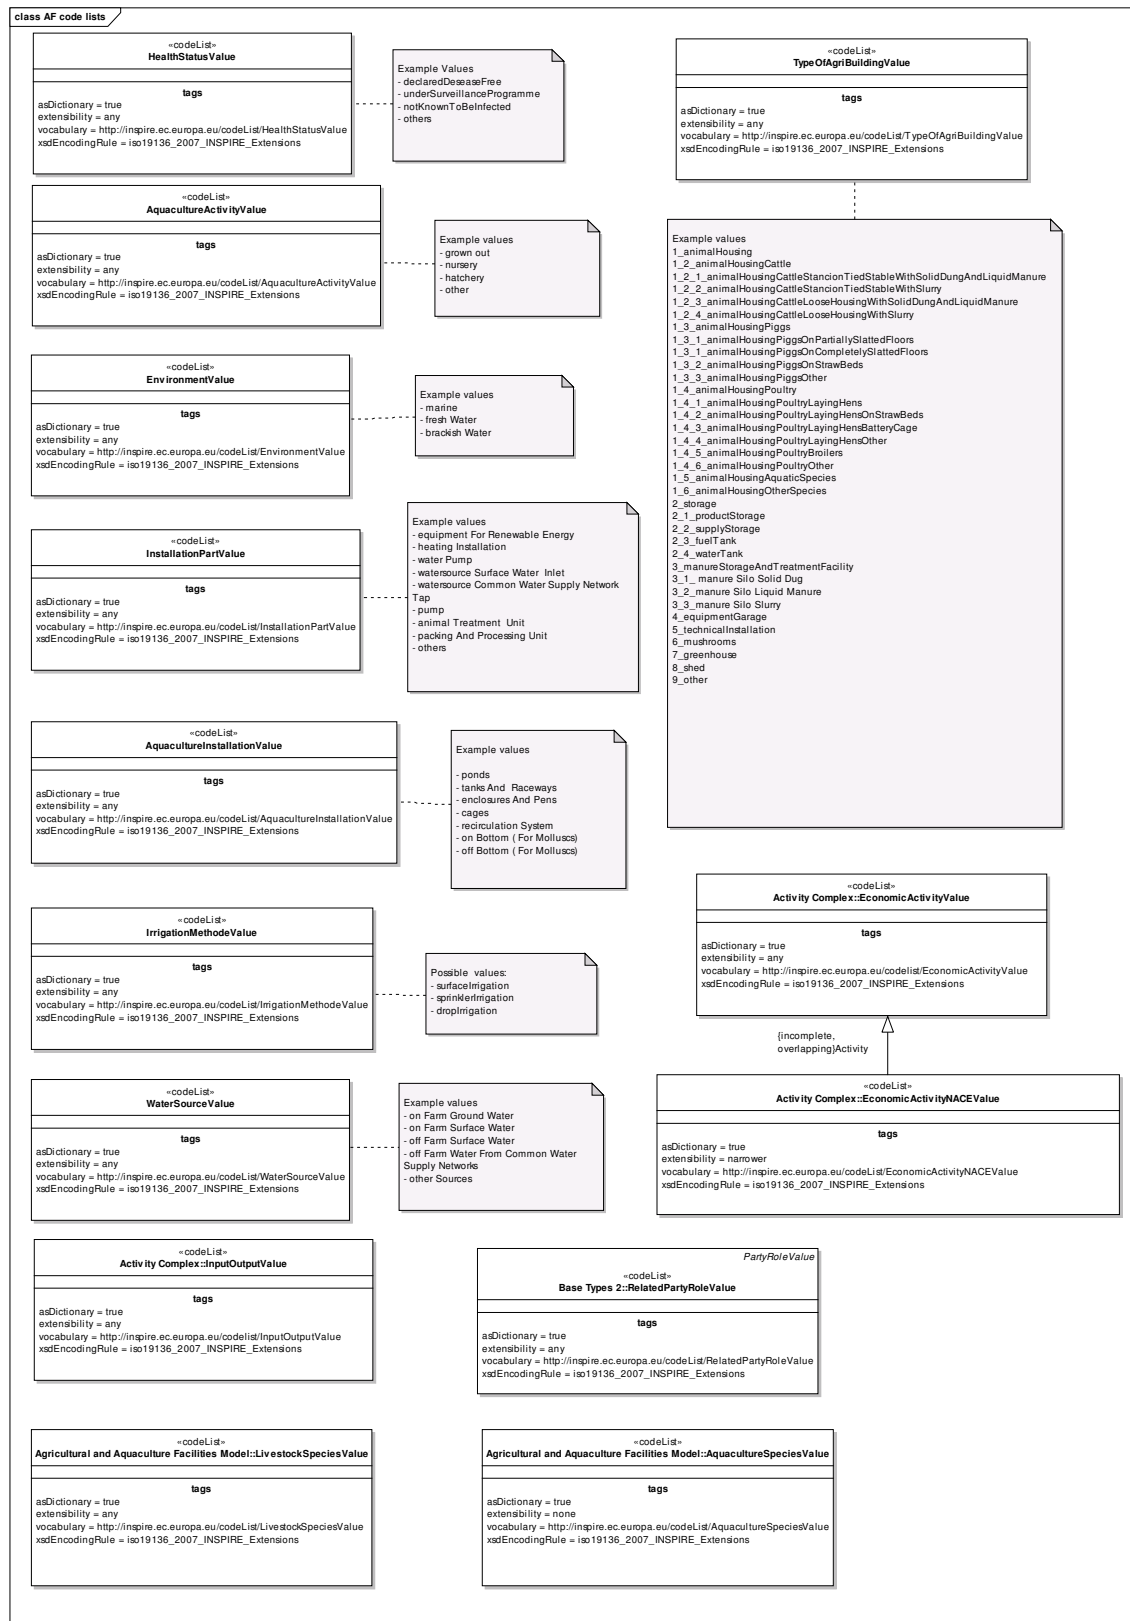 class AF code lists
«codeList»
HealthStatusValue
tags
asDictionary = true
extensibility = any
vocabulary = http://inspire.ec.europa.eu/codeList/HealthStatusValue
xsdEncodingRule = iso19136_2007_INSPIRE_Extensions
Example Values
- declaredDeseaseFree
- underSurveillanceProgramme
- notKnownToBeInfected
- others
«codeList»
TypeOfAgriBuildingValue
tags
asDictionary = true
extensibility = any
vocabulary = http://inspire.ec.europa.eu/codeList/TypeOfAgriBuildingValue
xsdEncodingRule = iso19136_2007_INSPIRE_Extensions
«codeList»
AquacultureActivityValue
tags
asDictionary = true
extensibility = any
vocabulary = http://inspire.ec.europa.eu/codeList/AquacultureActivityValue
xsdEncodingRule = iso19136_2007_INSPIRE_Extensions
Example values
- grown out
- nursery
- hatchery
- other
Example values
1_animalHousing
1_2_animalHousingCattle
1_2_1_animalHousingCattleStancionTiedStableWithSolidDungAndLiquidManure
1_2_2_animalHousingCattleStancionTiedStableWithSlurry
1_2_3_animalHousingCattleLooseHousingWithSolidDungAndLiquidManure
1_2_4_animalHousingCattleLooseHousingWithSlurry
1_3_animalHousingPiggs
1_3_1_animalHousingPiggsOnPartiallySlattedFloors
1_3_1_animalHousingPiggsOnCompletelySlattedFloors
1_3_2_animalHousingPiggsOnStrawBeds
1_3_3_animalHousingPiggsOther
1_4_animalHousingPoultry
1_4_1_animalHousingPoultryLayingHens
1_4_2_animalHousingPoultryLayingHensOnStrawBeds
1_4_3_animalHousingPoultryLayingHensBatteryCage
1_4_4_animalHousingPoultryLayingHensOther
1_4_5_animalHousingPoultryBroilers
1_4_6_animalHousingPoultryOther
1_5_animalHousingAquaticSpecies
1_6_animalHousingOtherSpecies
2_storage
2_1_productStorage
2_2_supplyStorage
2_3_fuelTank
2_4_waterTank
3_manureStorageAndTreatmentFacility
3_1_ manure Silo Solid Dug
3_2_manure Silo Liquid Manure
3_3_manure Silo Slurry
4_equipmentGarage
5_technicalInstallation
6_mushrooms
7_greenhouse
8_shed
9_other
«codeList»
EnvironmentValue
tags
asDictionary = true
extensibility = any
vocabulary = http://inspire.ec.europa.eu/codeList/EnvironmentValue
xsdEncodingRule = iso19136_2007_INSPIRE_Extensions
Example values
- marine
- fresh Water
- brackish Water
«codeList»
InstallationPartValue
tags
asDictionary = true
extensibility = any
vocabulary = http://inspire.ec.europa.eu/codeList/InstallationPartValue
xsdEncodingRule = iso19136_2007_INSPIRE_Extensions
Example values
- equipment For Renewable Energy
- heating Installation
- water Pump
- watersource Surface Water Inlet
- watersource Common Water Supply Network
Tap
- pump
- animal Treatment Unit
- packing And Processing Unit
- others
«codeList»
AquacultureInstallationValue
tags
asDictionary = true
extensibility = any
vocabulary = http://inspire.ec.europa.eu/codeList/AquacultureInstallationValue
xsdEncodingRule = iso19136_2007_INSPIRE_Extensions
Example values
- ponds
- tanks And Raceways
- enclosures And Pens
- cages
- recirculation System
- on Bottom ( For Molluscs)
- off Bottom ( For Molluscs)
«codeList»
Activity Complex::EconomicActivityValue
tags
asDictionary = true
extensibility = any
vocabulary = http://inspire.ec.europa.eu/codelist/EconomicActivityValue
xsdEncodingRule = iso19136_2007_INSPIRE_Extensions
«codeList»
IrrigationMethodeValue
tags
asDictionary = true
extensibility = any
vocabulary = http://inspire.ec.europa.eu/codeList/IrrigationMethodeValue
xsdEncodingRule = iso19136_2007_INSPIRE_Extensions
Possible values:
- surfaceIrrigation
- sprinklerIrrigation
- dropIrrigation
{incomplete,
overlapping}Activity
«codeList»
Activity Complex::EconomicActivityNACEValue
tags
asDictionary = true
extensibility = narrower
vocabulary = http://inspire.ec.europa.eu/codeList/EconomicActivityNACEValue
xsdEncodingRule = iso19136_2007_INSPIRE_Extensions
«codeList»
WaterSourceValue
tags
asDictionary = true
extensibility = any
vocabulary = http://inspire.ec.europa.eu/codeList/WaterSourceValue
xsdEncodingRule = iso19136_2007_INSPIRE_Extensions
Example values
- on Farm Ground Water
- on Farm Surface Water
- off Farm Surface Water
- off Farm Water From Common Water
Supply Networks
- other Sources
«codeList»
Activity Complex::InputOutputValue
tags
asDictionary = true
extensibility = any
vocabulary = http://inspire.ec.europa.eu/codelist/InputOutputValue
xsdEncodingRule = iso19136_2007_INSPIRE_Extensions
PartyRoleValue
«codeList»
Base Types 2::RelatedPartyRoleValue
tags
asDictionary = true
extensibility = any
vocabulary = http://inspire.ec.europa.eu/codeList/RelatedPartyRoleValue
xsdEncodingRule = iso19136_2007_INSPIRE_Extensions
«codeList»
Agricultural and Aquaculture Facilities Model::LivestockSpeciesValue
tags
asDictionary = true
extensibility = any
vocabulary = http://inspire.ec.europa.eu/codeList/LivestockSpeciesValue
xsdEncodingRule = iso19136_2007_INSPIRE_Extensions
«codeList»
Agricultural and Aquaculture Facilities Model::AquacultureSpeciesValue
tags
asDictionary = true
extensibility = none
vocabulary = http://inspire.ec.europa.eu/codeList/AquacultureSpeciesValue
xsdEncodingRule = iso19136_2007_INSPIRE_Extensions